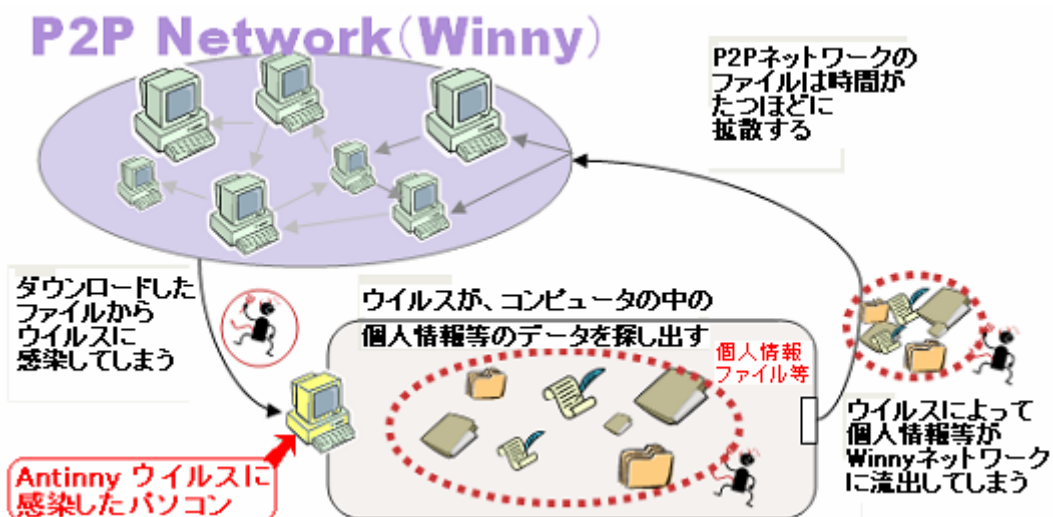 P2P Network(Winny)
P2Pネットワークの
ファイルは時間が
たつほどに
拡散する
ダウンロードした
ファイルから
ウイルスに
感染してしまう
ウイルスが、コンピュータの中の
個人情報等のデータを探し出す
個人情報
ファイル等
ウイルスによって
個人情報等が
Winnyネットワーク
に流出してしまう
Antinny ウイルスに
感染したパソコン